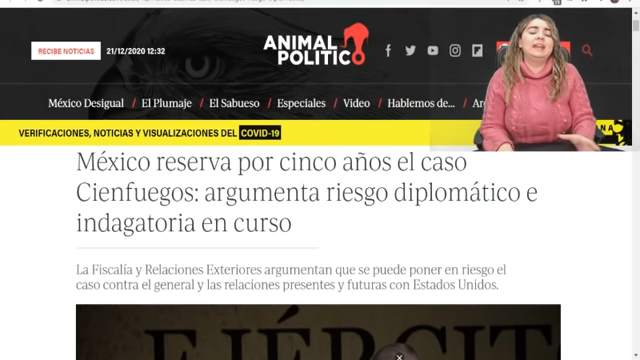 RECIBE NOTICIAS
21/12/2020 12:32
ANIMAL
POLITICO
México Desigual / El Plumaje / El Sabueso / Especiales / Video / Hablemos de... /
VERIFICACIONES, NOTICIAS Y VISUALIZACIONES DEL COVID-19
México reserva por cinco años el caso
Cienfuegos: argumenta riesgo diplomático e
indagatoria en curso
La Fiscalía y Relaciones Exteriores argumentan que se puede poner en riesgo el
caso contra el general y las relaciones presentes y futuras con Estados Unidos.